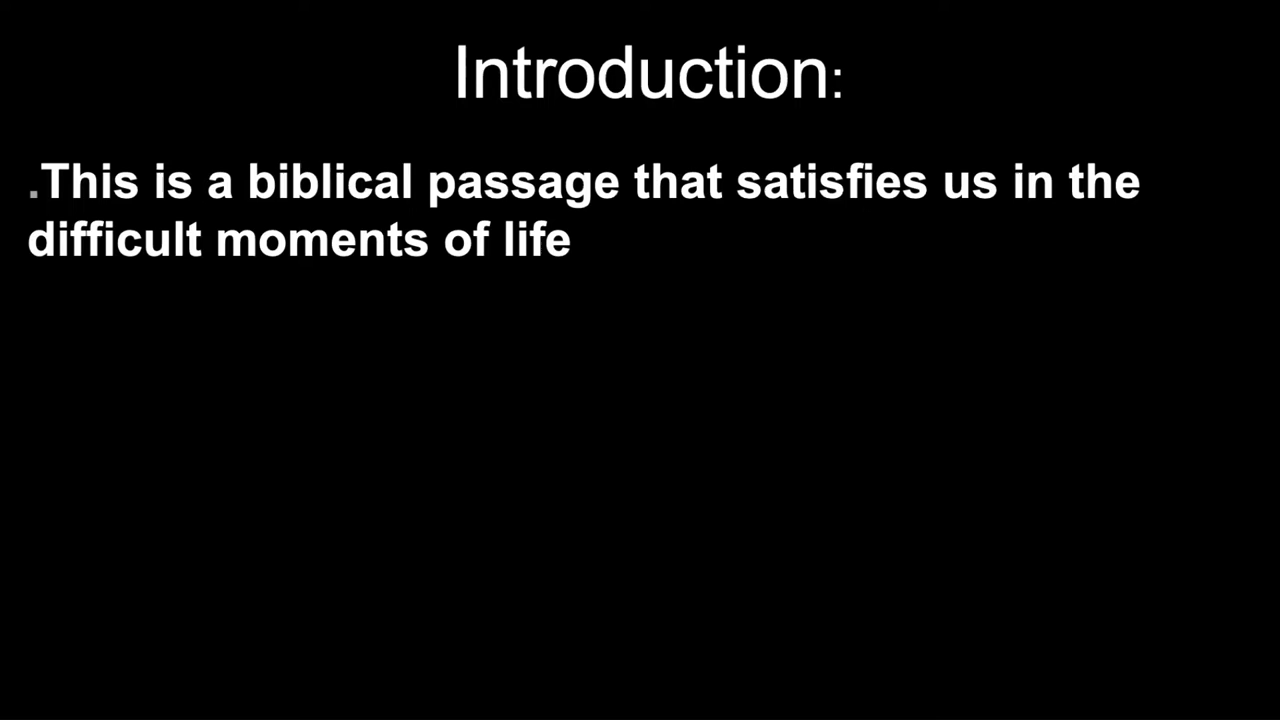 Introduction:
.This is a biblical passage that satisfies us in the
difficult moments of life